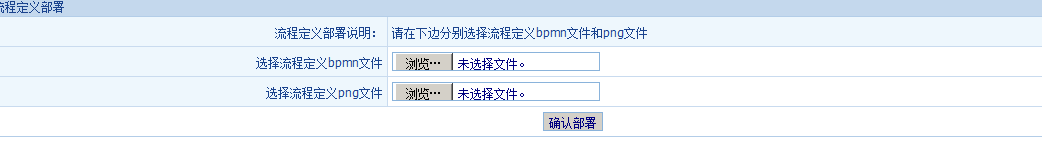 流程定义部署
流程定义部署说明： 请在下边分别选择流程定义bpmn文件和png文件
选择流程定义bpmn文件 浏览… 未选择文件。
选择流程定义png文件 浏览… 未选择文件。
确认部署